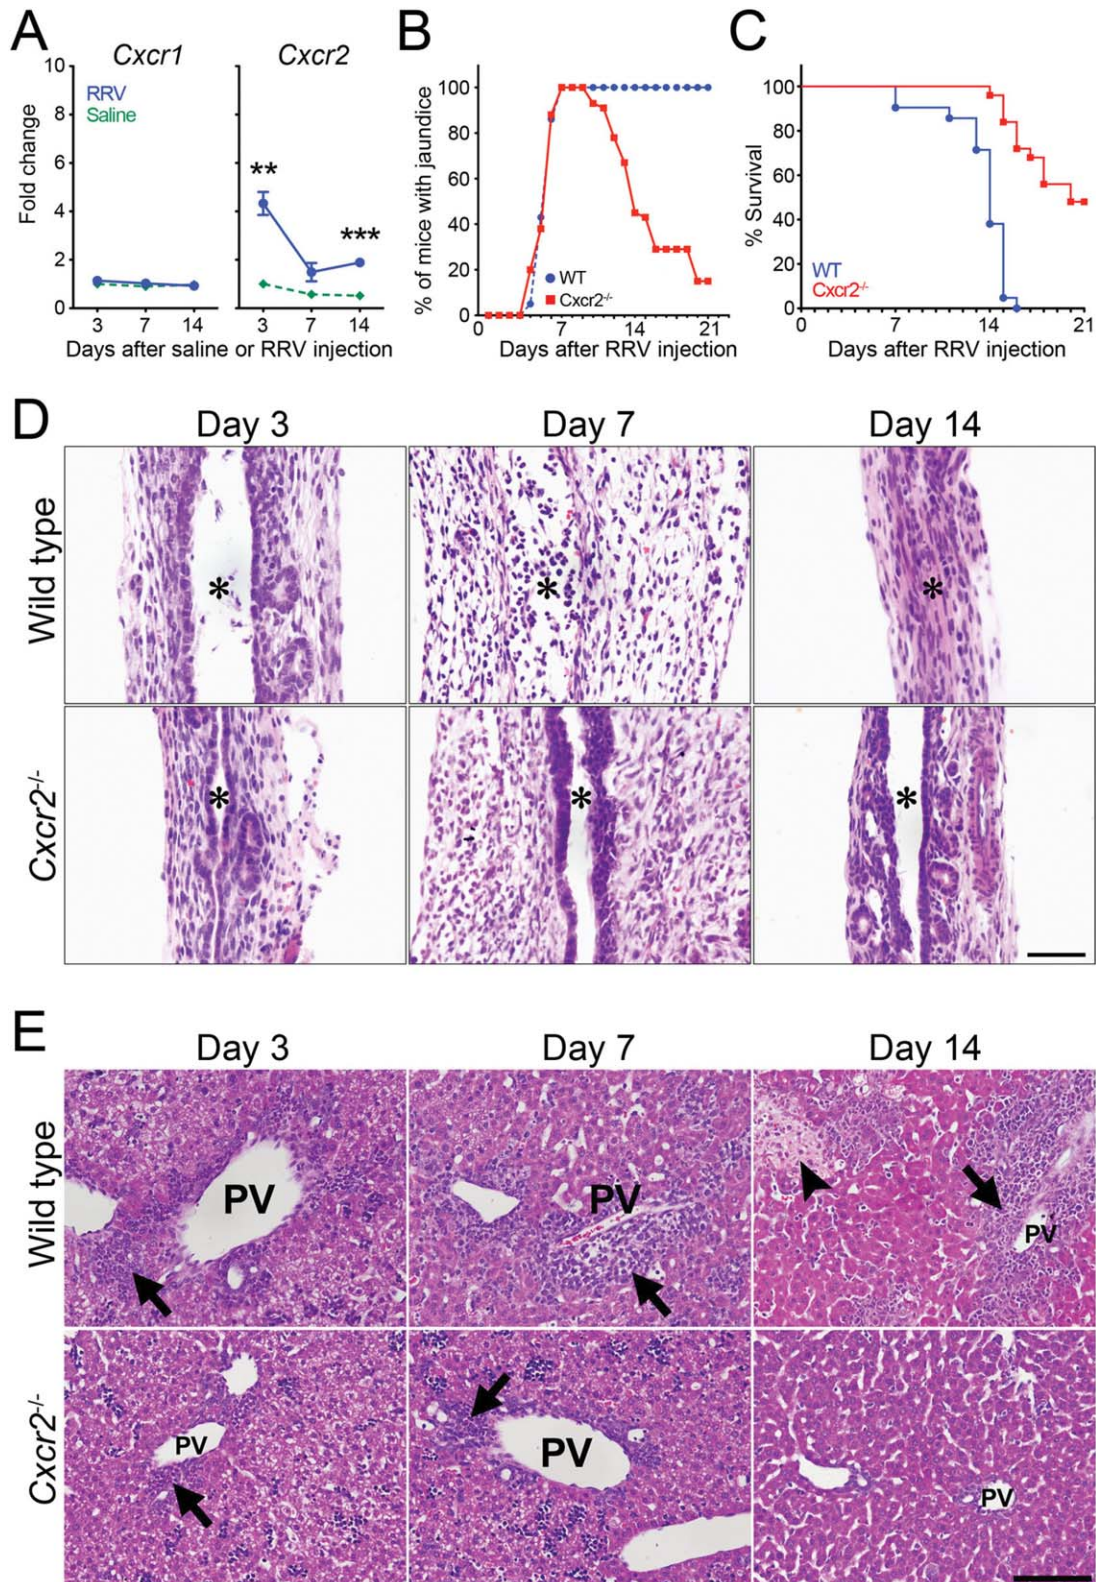 A
Cxcr1
Cxcr2
10
8
6
4
2
0
Fold change
RRV
Saline
**
***
3
7
14
3
7
14
Days after saline or RRV injection
B
100
80
60
40
20
0
% of mice with jaundice
WT
Cxcr2-/-
0
7
14
21
Days after RRV injection
C
100
80
60
40
20
0
% Survival
WT
Cxcr2-/-
0
7
14
21
Days after RRV injection
D
Day 3
Day 7
Day 14
Wild type
*
*
*
Cxcr2-/-
*
*
*
E
Day 3
Day 7
Day 14
Wild type
PV
PV
PV
Cxcr2-/-
PV
PV
PV